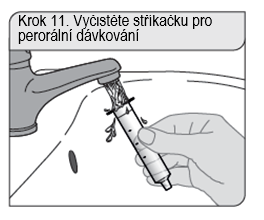 Krok 11. Vyčistěte stříkačku pro
perorální dávkování